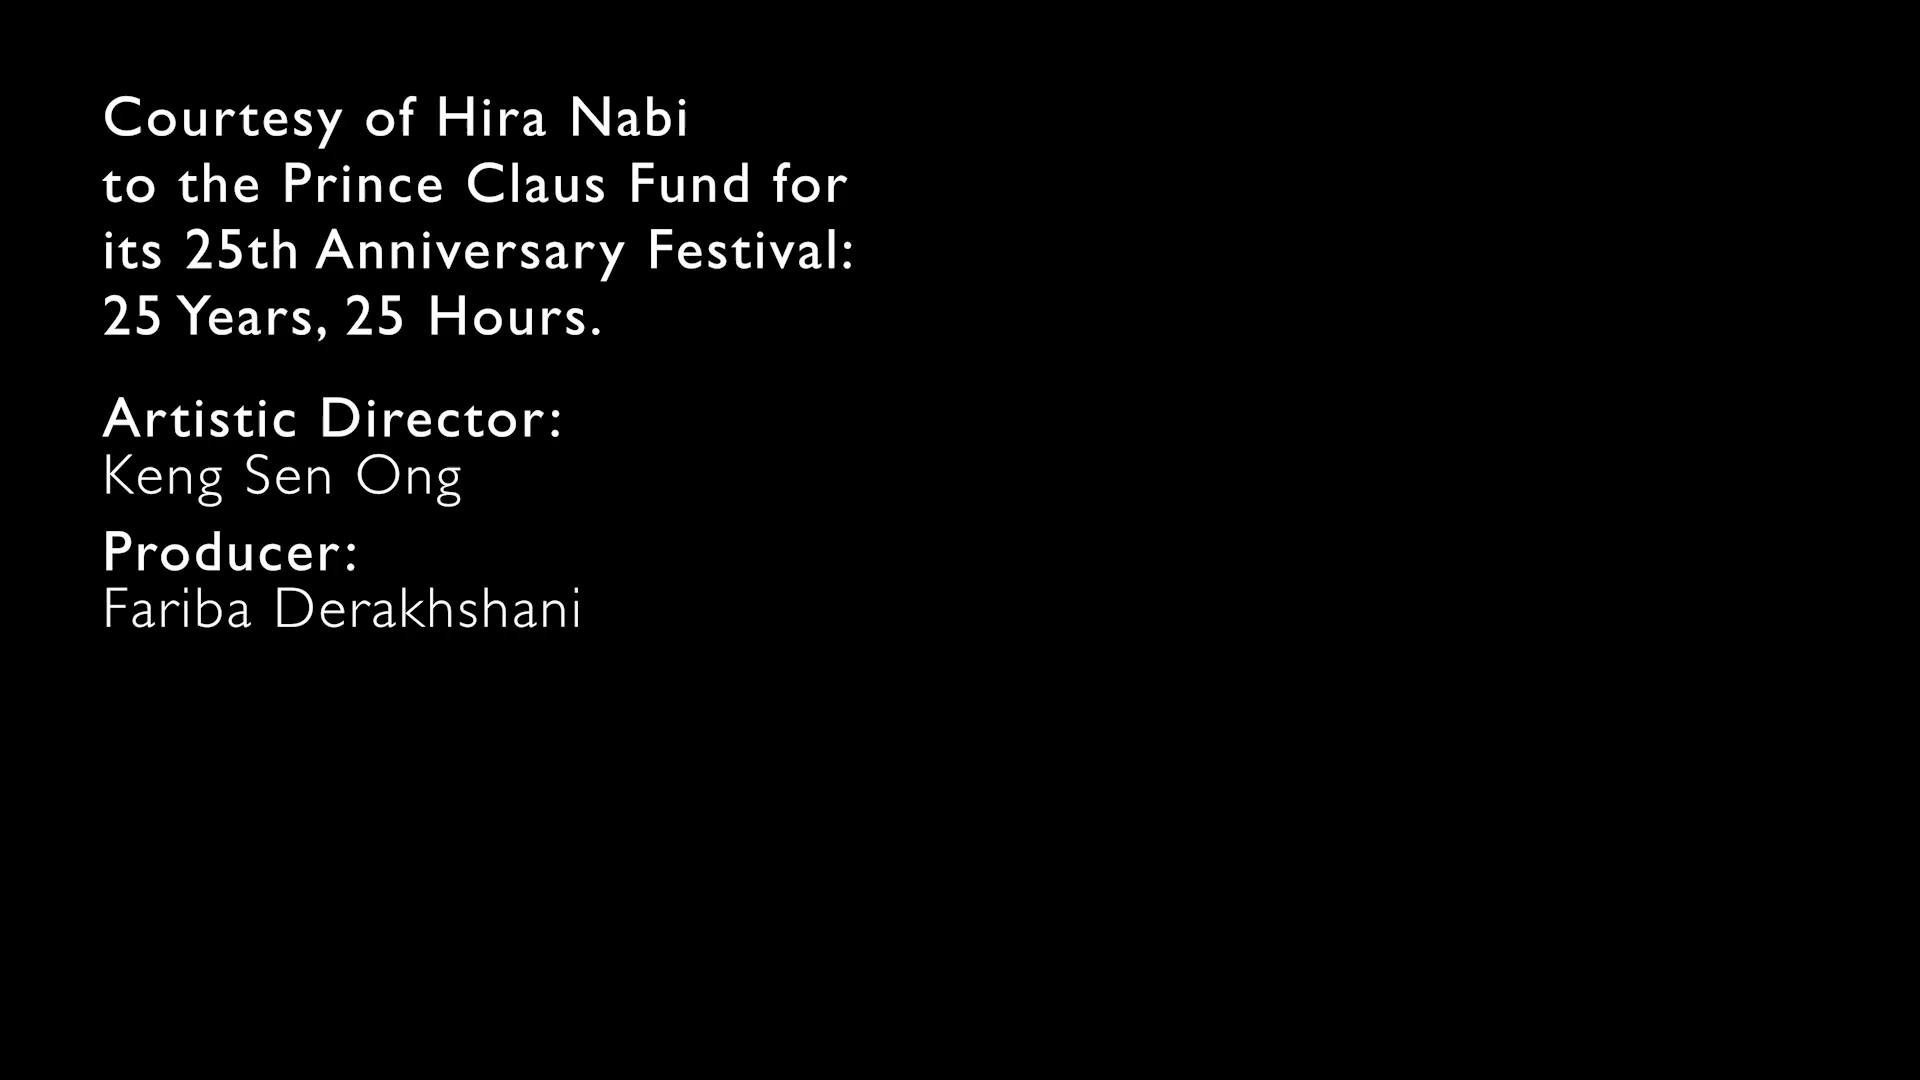 Courtesy of Hira Nabi
to the Prince Claus Fund for
its 25th Anniversary Festival:
25 Years, 25 Hours.
Artistic Director:
Keng Sen Ong
Producer:
Fariba Derakhshani